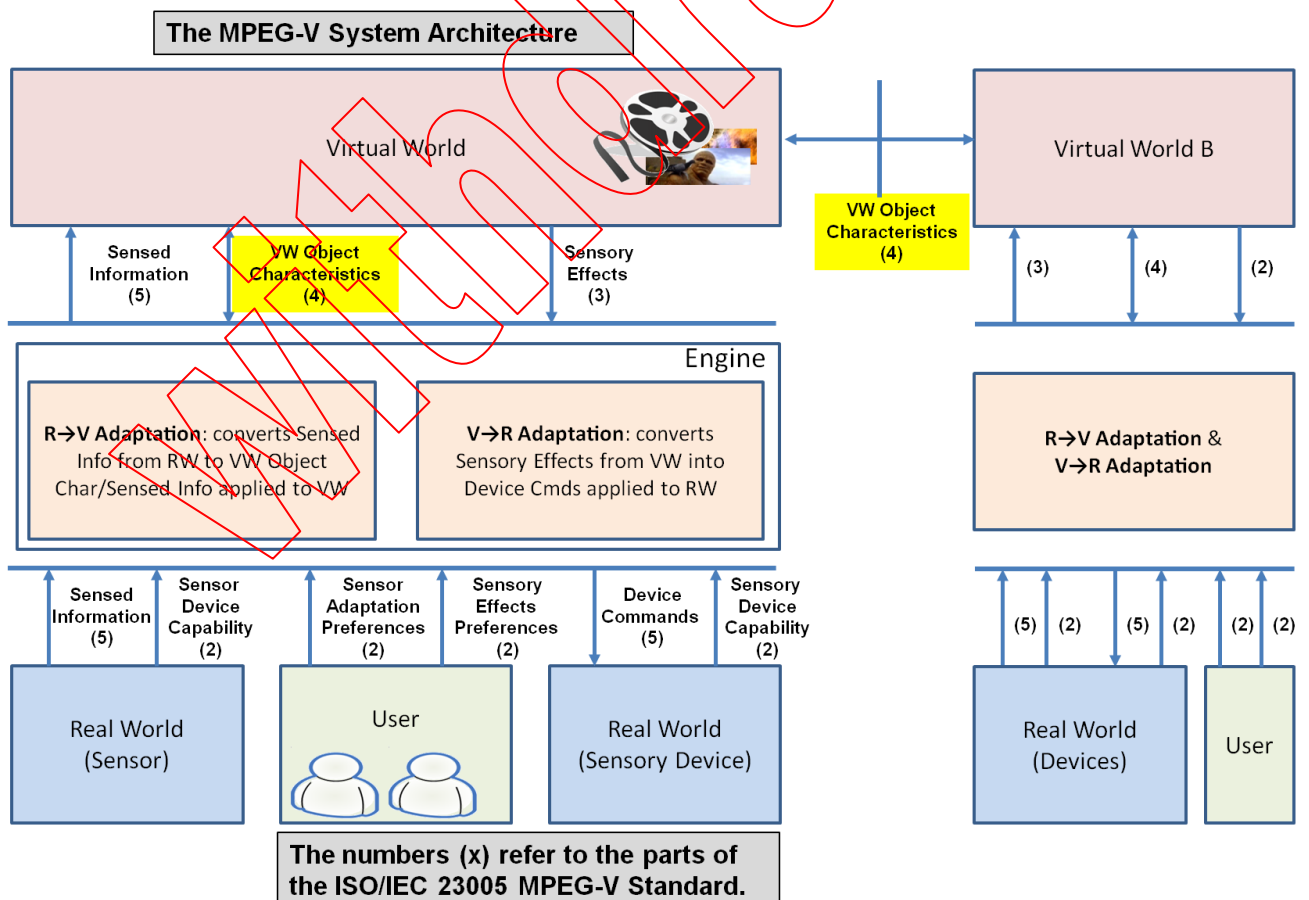 The MPEG-V System Architecture
Virtual World
Virtual World B
VW Object
Characteristics
(4)
Sensed
Information
(5)
VW Object
Characteristics
(4)
Sensory
Effects
(3)
(3)
(4)
(2)
Engine
R→V Adaptation: converts Sensed
Info from RW to VW Object
Char/Sensed Info applied to VW
V→R Adaptation: converts
Sensory Effects from VW into
Device Cmds applied to RW
R→V Adaptation &
V→R Adaptation
Sensed
Information
(5)
Sensor
Device
Capability
(2)
Sensor
Adaptation
Preferences
(2)
Sensory
Effects
Preferences
(2)
Device
Commands
(5)
Sensory
Device
Capability
(2)
(5)
(2)
(5)
(2)
(2)
(2)
Real World
(Sensor)
User
Real World
(Sensory Device)
Real World
(Devices)
User
The numbers (x) refer to the parts of
the ISO/IEC 23005 MPEG-V Standard.